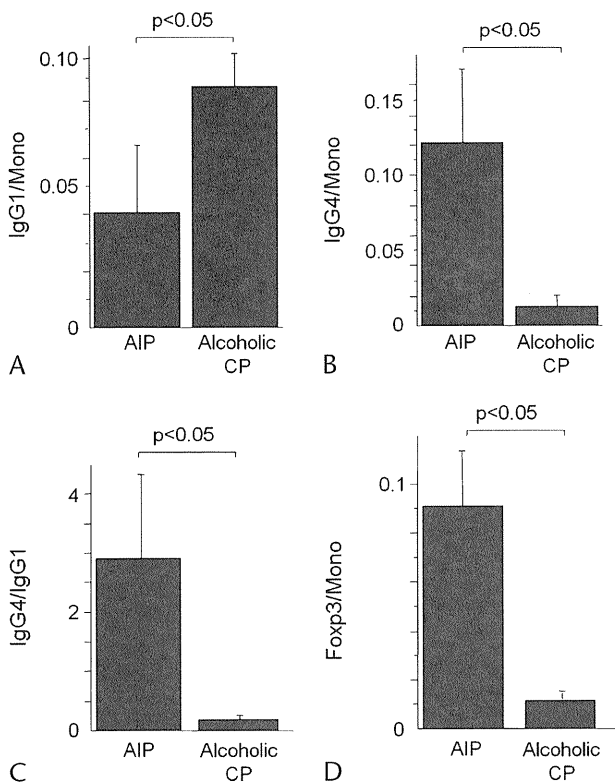 p<0.05
0.10
0.05
0
IgG1/Mono
AIP
Alcoholic
CP
A
p<0.05
0.15
0.10
0.05
0
IgG4/Mono
AIP
Alcoholic
CP
B
p<0.05
4
2
0
IgG4/IgG1
AIP
Alcoholic
CP
C
p<0.05
0.1
0
Foxp3/Mono
AIP
Alcoholic
CP
D